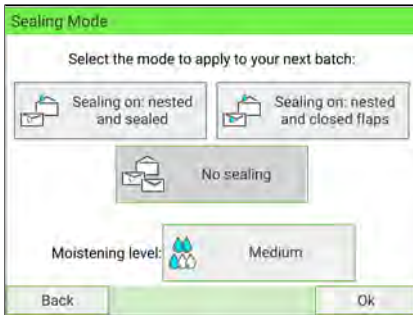 Sealing Mode
Select the mode to apply to your next batch:
Sealing on: nested
and sealed
Sealing on: nested
and closed flaps
No sealing
Moistening level:
Medium
Back
Ok